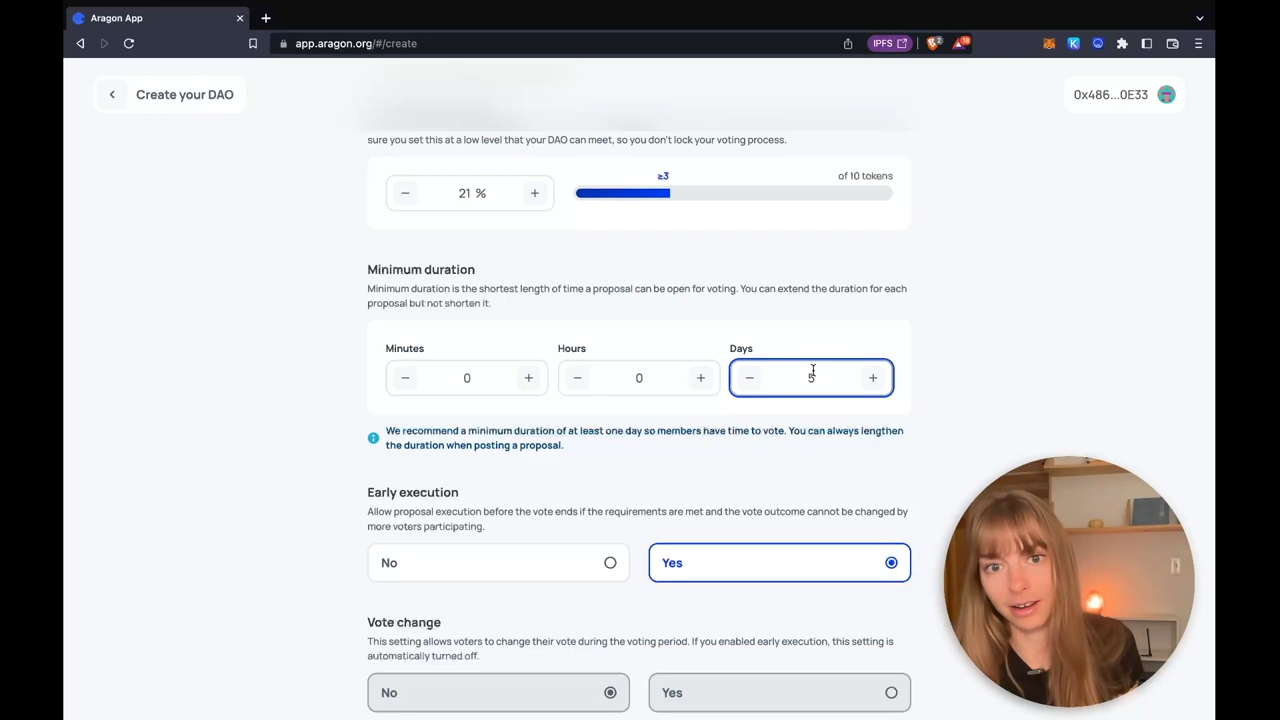 Aragon App
app.aragon.org/#/create
IPFS
2
18
Create your DAO
0x486...0E33
sure you set this at a low level that your DAO can meet, so you don't lock your voting process.
≥3
of 10 tokens
21 %
Minimum duration
Minimum duration is the shortest length of time a proposal can be open for voting. You can extend the duration for each
proposal but not shorten it.
Minutes
Hours
Days
0
0
5
We recommend a minimum duration of at least one day so members have time to vote. You can always lengthen
the duration when posting a proposal.
Early execution
Allow proposal execution before the vote ends if the requirements are met and the vote outcome cannot be changed by
more voters participating.
No
Yes
Vote change
This setting allows voters to change their vote during the voting period. If you enabled early execution, this setting is
automatically turned off.
No
Yes